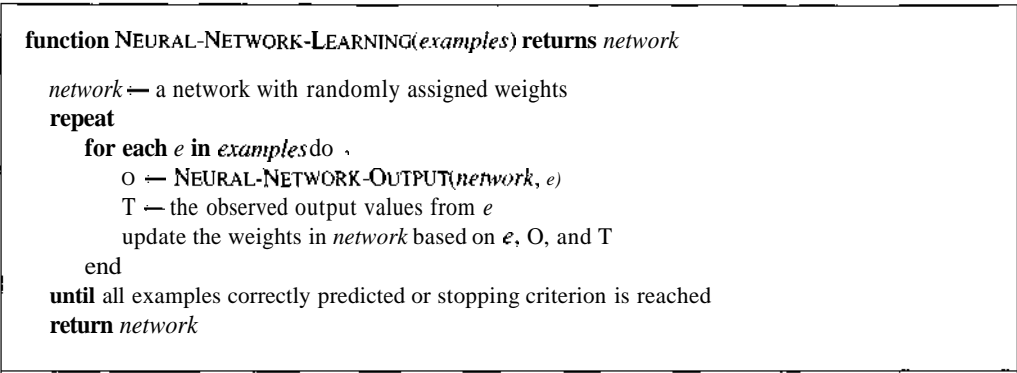 function NEURAL-NETWORK-LEARNING(examples) returns network
network ← a network with randomly assigned weights
repeat
for each e in examples do
O ← NEURAL-NETWORK-OUTPUT(network, e)
T ← the observed output values from e
update the weights in network based on e, O, and T
end
until all examples correctly predicted or stopping criterion is reached
return network